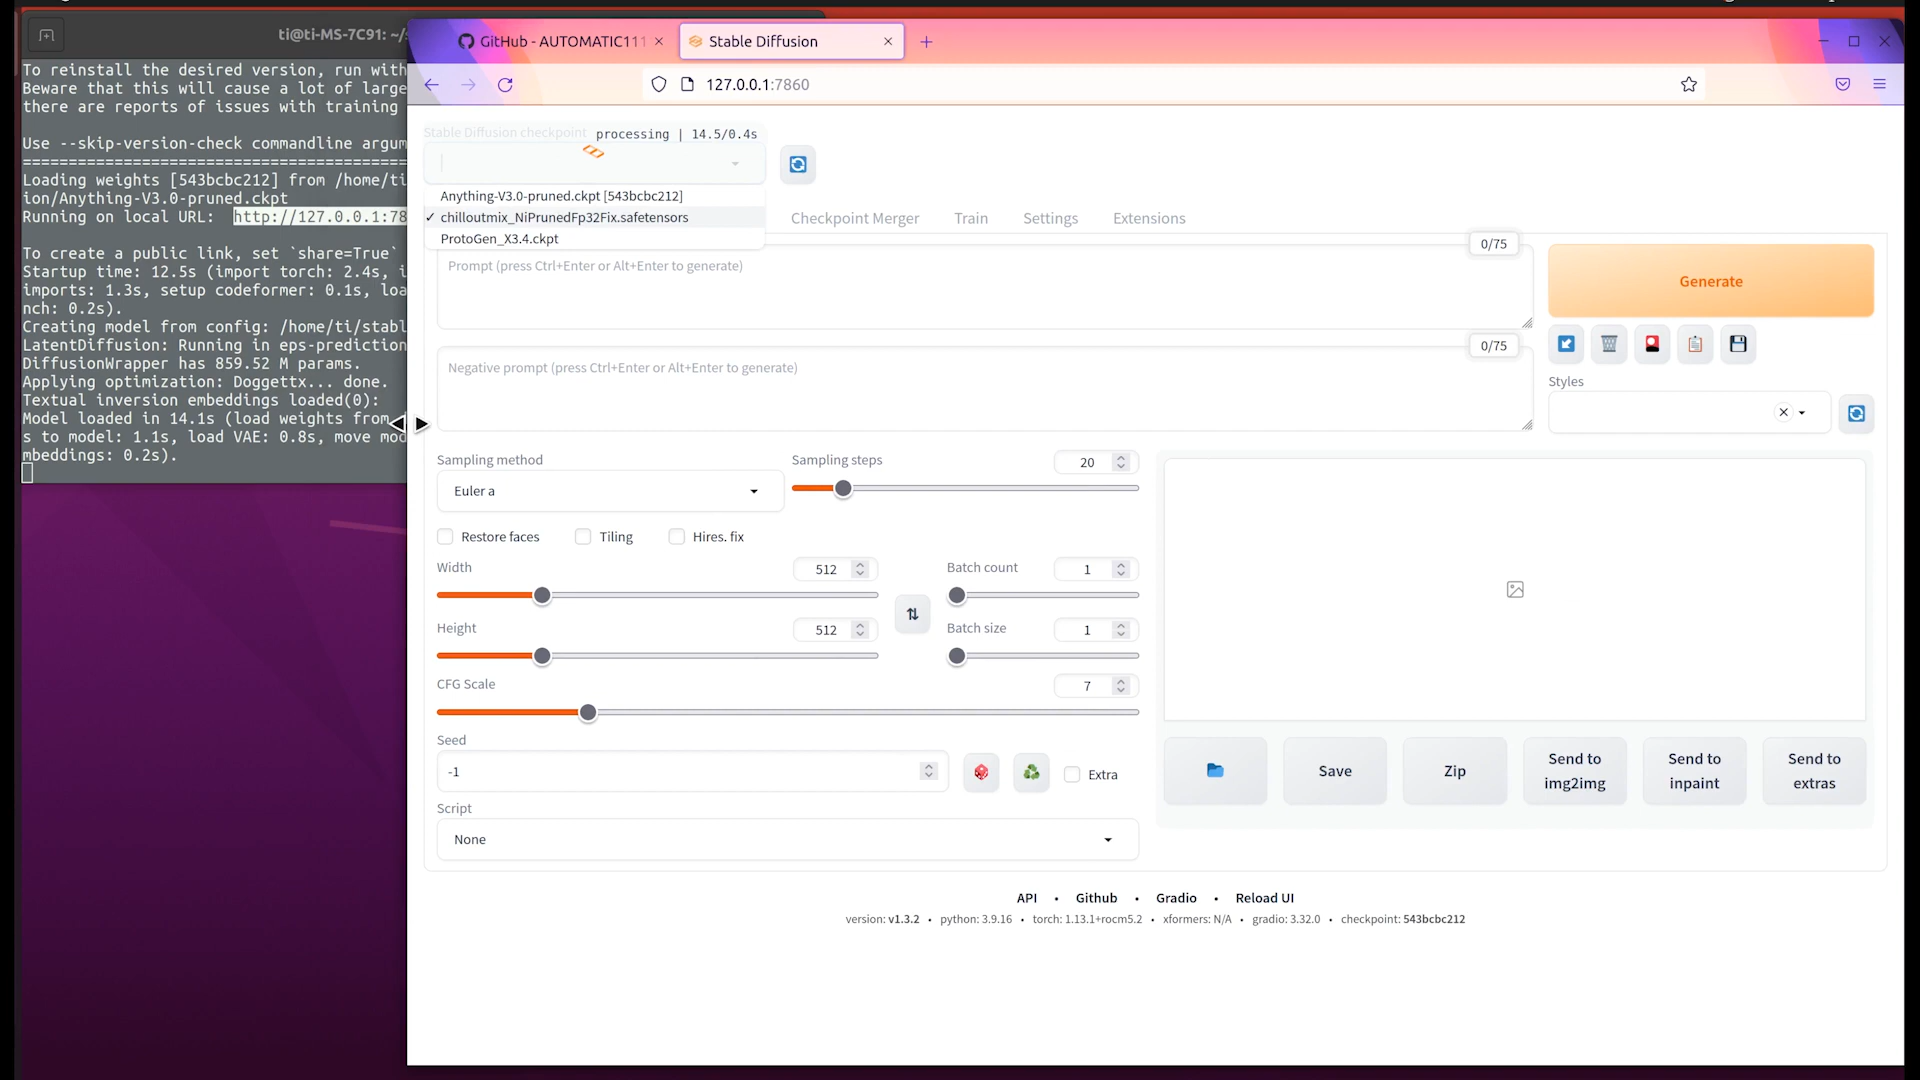 ti@ti-MS-7C91: ~/s
To reinstall the desired version, run with
Beware that this will cause a lot of large
there are reports of issues with training
Use --skip-version-check commandline argum
==========================================
Loading weights [543bcbc212] from /home/ti
ion/Anything-V3.0-pruned.ckpt
Running on local URL: http://127.0.0.1:78
To create a public link, set `share=True`
Startup time: 12.5s (import torch: 2.4s, i
imports: 1.3s, setup codeformer: 0.1s, loa
nch: 0.2s).
Creating model from config: /home/ti/stabl
LatentDiffusion: Running in eps-prediction
DiffusionWrapper has 859.52 M params.
Applying optimization: Doggettx... done.
Textual inversion embeddings loaded(0):
Model loaded in 14.1s (load weights from
s to model: 1.1s, load VAE: 0.8s, move mod
mbeddings: 0.2s).
GitHub - AUTOMATIC111
Stable Diffusion
127.0.0.1:7860
Stable Diffusion checkpoint
processing | 14.5/0.4s
Anything-V3.0-pruned.ckpt [543bcbc212]
✓ chilloutmix_NiPrunedFp32Fix.safetensors
ProtoGen_X3.4.ckpt
Checkpoint Merger
Train
Settings
Extensions
0/75
Prompt (press Ctrl+Enter or Alt+Enter to generate)
Generate
0/75
Negative prompt (press Ctrl+Enter or Alt+Enter to generate)
Styles
Sampling method
Euler a
Sampling steps
20
Restore faces
Tiling
Hires. fix
Width
512
Batch count
1
Height
512
Batch size
1
CFG Scale
7
Seed
-1
Extra
Script
None
Save
Zip
Send to
img2img
Send to
inpaint
Send to
extras
API • Github • Gradio • Reload UI
version: v1.3.2 • python: 3.9.16 • torch: 1.13.1+rocm5.2 • xformers: N/A • gradio: 3.32.0 • checkpoint: 543bcbc212